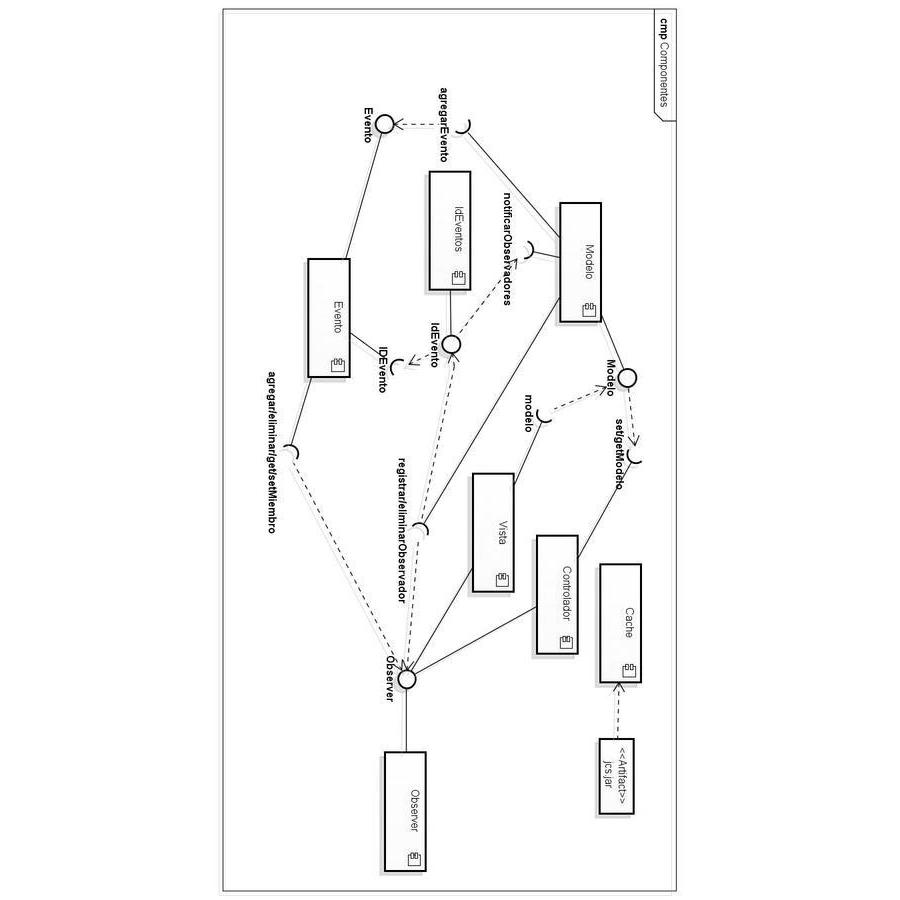 cmp Componentes
Modelo
Modelo
set/getModelo
Cache
<<Artifact>>
jcs.jar
modelo
Controlador
Vista
notificarObservadores
agregarEvento
IdEventos
IdEvento
registrar/eliminarObservador
Observer
Observer
Evento
Evento
IDEvento
agregar/eliminar/get/setMiembro